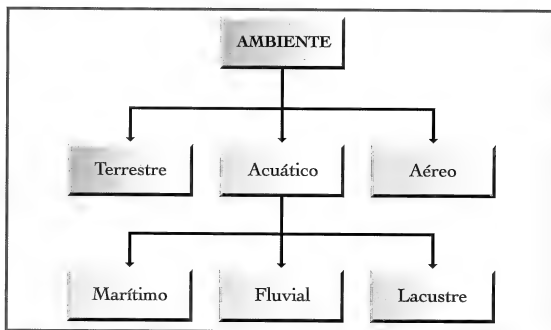 AMBIENTE
Terrestre
Acuático
Aéreo
Marítimo
Fluvial
Lacustre